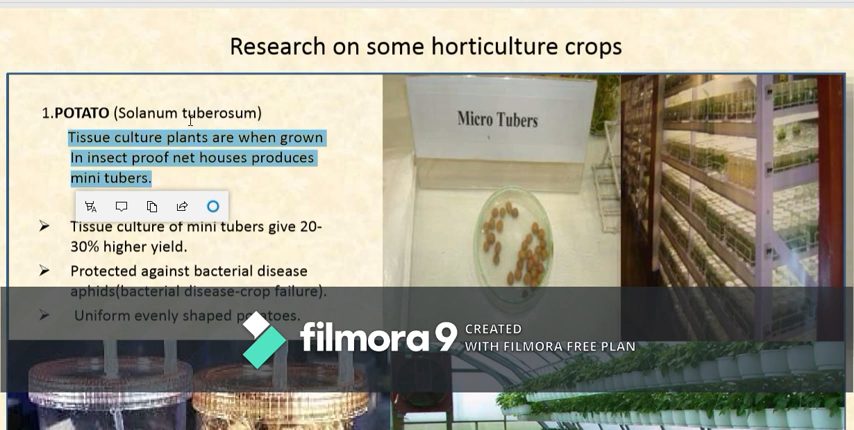 Research on some horticulture crops
1.POTATO (Solanum tuberosum)
Tissue culture plants are when grown
In insect proof net houses produces
mini tubers.
Tissue culture of mini tubers give 20-
30% higher yield.
Protected against bacterial disease
aphids(bacterial disease-crop failure).
Uniform evenly shaped potatoes.
Micro Tubers
filmora9 CREATED
WITH FILMORA FREE PLAN